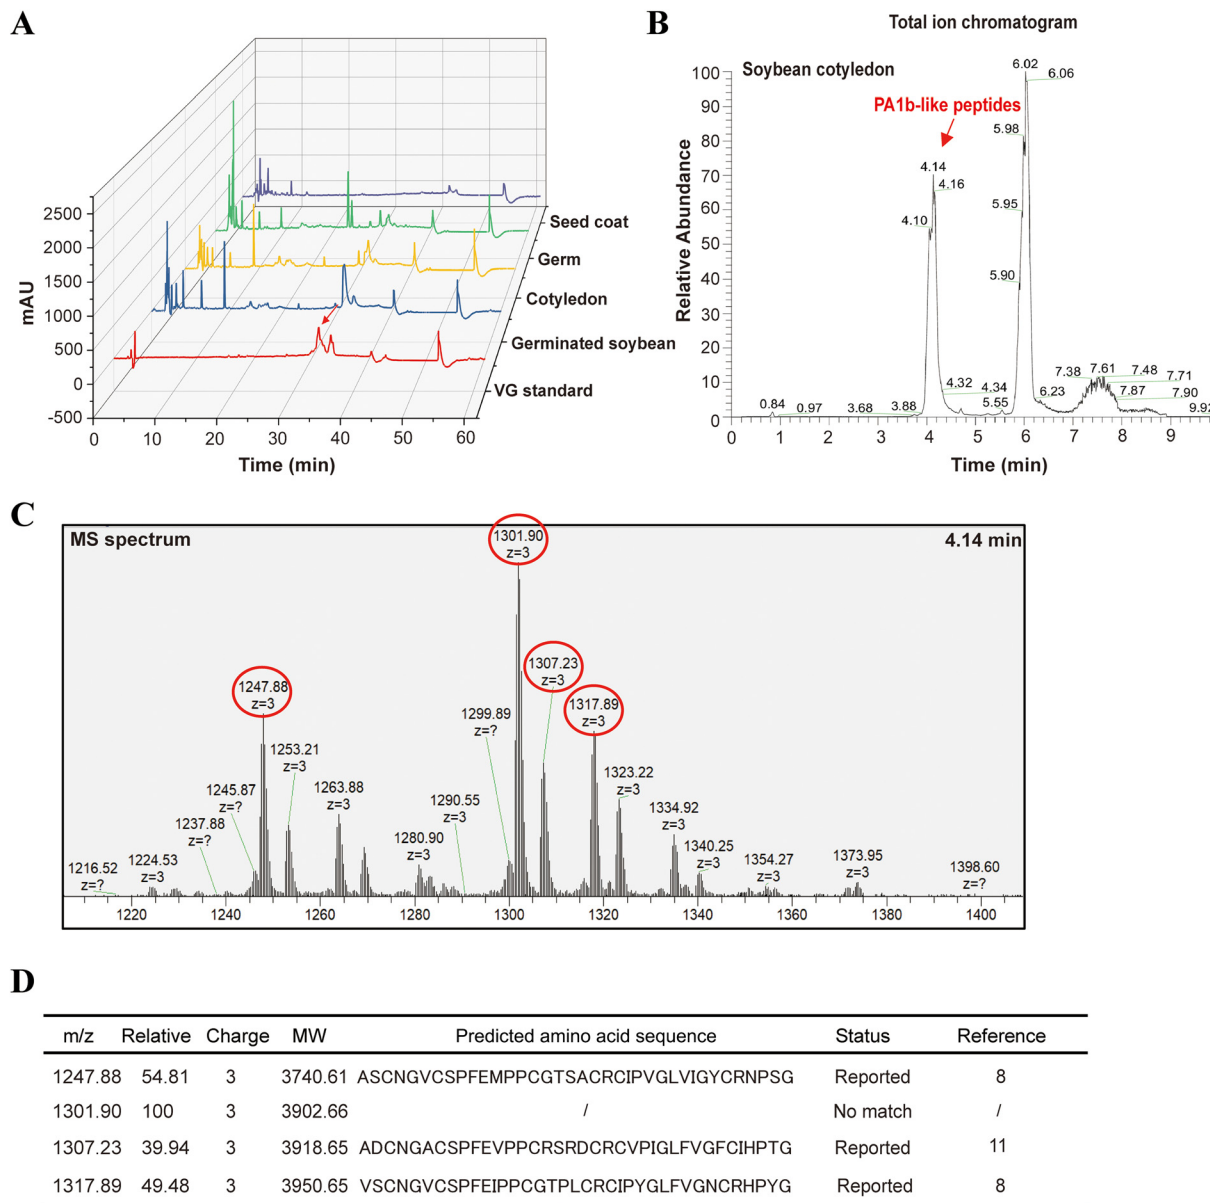 A
2500
2000
1500
1000
500
0
-500
mAU
0 10 20 30 40 50 60
Time (min)
Seed coat
Germ
Cotyledon
Germinated soybean
VG standard
B
Total ion chromatogram
Soybean cotyledon
PA1b-like peptides
Relative Abundance
100
90
80
70
60
50
40
30
20
10
0
6.02
6.06
5.98
4.14
4.16
4.10
5.95
5.90
7.38 7.61 7.48 7.71
4.32 4.34
7.87 7.90
0.84 0.97 3.68 3.88 5.55 6.23 9.92
0 1 2 3 4 5 6 7 8 9
Time (min)
C
MS spectrum
4.14 min
1301.90
z=3
1307.23
z=3
1247.88
z=3
1317.89
z=3
1299.89
z=?
1253.21
z=3
1263.88
z=3
1323.22
z=3
1245.87
z=?
1290.55
z=3
1334.92
z=3
1237.88
z=?
1280.90
z=3
1340.25
z=3
1216.52
z=?
1224.53
z=3
1354.27
z=3
1373.95
z=3
1398.60
z=?
1220 1240 1260 1280 1300 1320 1340 1360 1380 1400
D
m/z Relative Charge MW Predicted amino acid sequence Status Reference
1247.88 54.81 3 3740.61 ASCNGVCSPFEMPPCGTSACRCIPVGLVIGYCRNPSG Reported 8
1301.90 100 3 3902.66 / No match /
1307.23 39.94 3 3918.65 ADCNGACSPFEVPPCRSRDCRCVPIGLFVGFCIHPTG Reported 11
1317.89 49.48 3 3950.65 VSCNGVCSPFEIPPCGTPLCRCIPYGLFVGNCRHPYG Reported 8